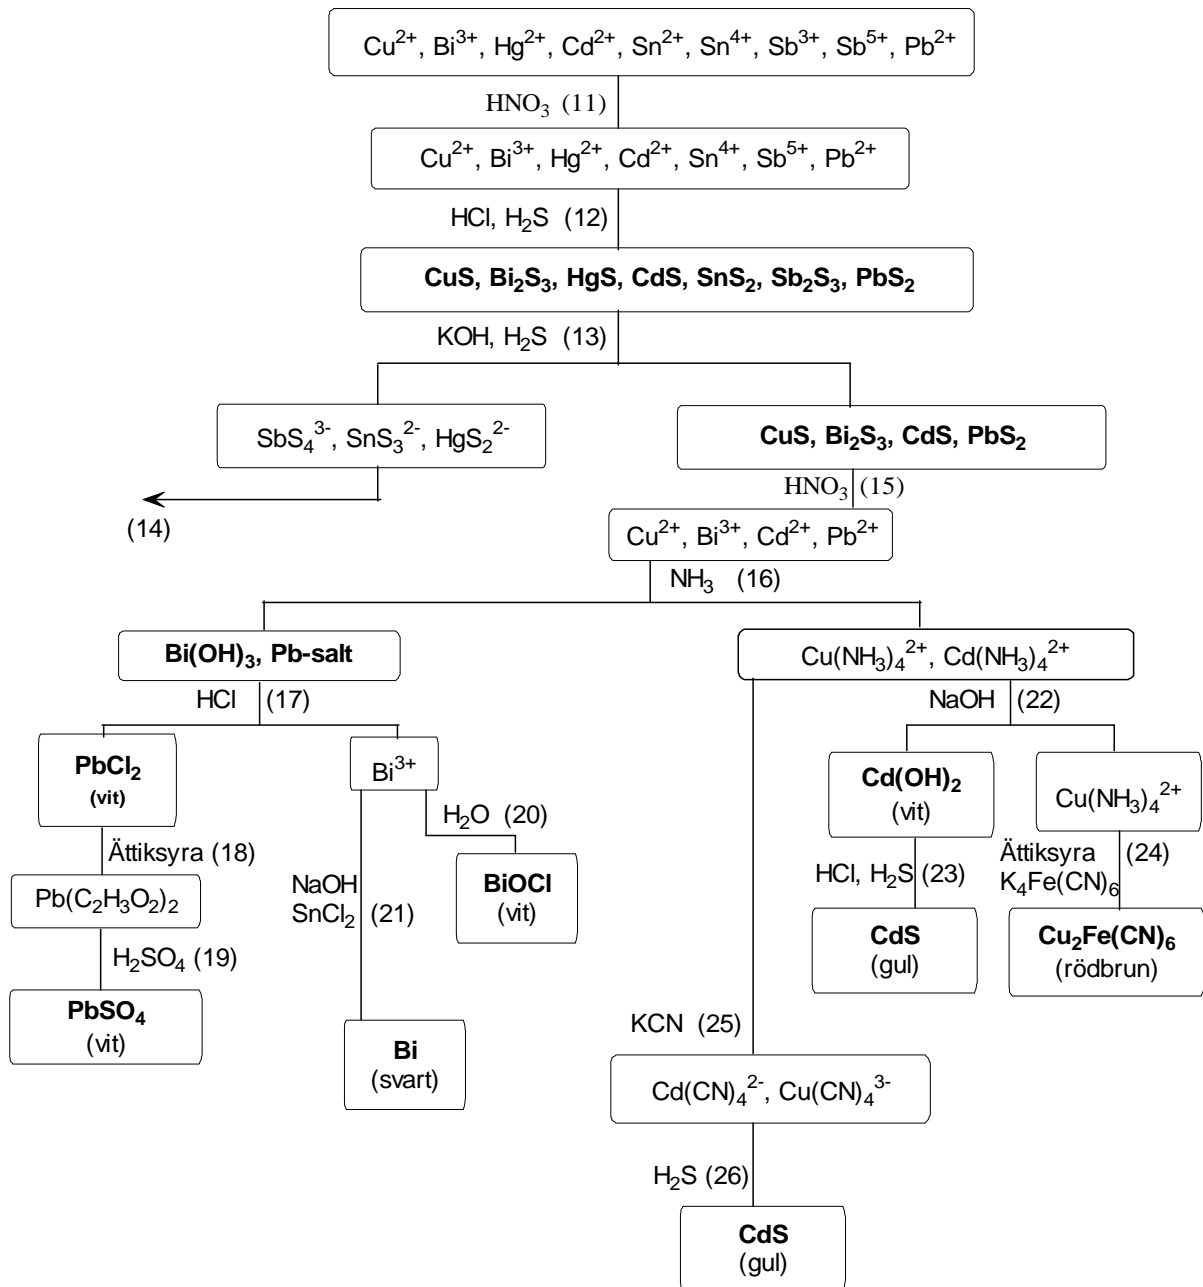 Cu²⁺, Bi³⁺, Hg²⁺, Cd²⁺, Sn²⁺, Sn⁴⁺, Sb³⁺, Sb⁵⁺, Pb²⁺
HNO₃ (11)
Cu²⁺, Bi³⁺, Hg²⁺, Cd²⁺, Sn⁴⁺, Sb⁵⁺, Pb²⁺
HCl, H₂S (12)
CuS, Bi₂S₃, HgS, CdS, SnS₂, Sb₂S₃, PbS₂
KOH, H₂S (13)
SbS₄³⁻, SnS₃²⁻, HgS₂²⁻
CuS, Bi₂S₃, CdS, PbS₂
HNO₃ (15)
(14)
Cu²⁺, Bi³⁺, Cd²⁺, Pb²⁺
NH₃ (16)
Bi(OH)₃, Pb-salt
Cu(NH₃)₄²⁺, Cd(NH₃)₄²⁺
HCl (17)
NaOH (22)
PbCl₂
(vit)
Bi³⁺
Cd(OH)₂
(vit)
Cu(NH₃)₄²⁺
H₂O (20)
Ättiksyra (18)
BiOCl
(vit)
HCl, H₂S (23)
Ättiksyra (24)
K₄Fe(CN)₆
Pb(C₂H₃O₂)₂
NaOH
SnCl₂ (21)
CdS
(gul)
Cu₂Fe(CN)₆
(rödbrun)
H₂SO₄ (19)
PbSO₄
(vit)
KCN (25)
Bi
(svart)
Cd(CN)₄²⁻, Cu(CN)₄³⁻
H₂S (26)
CdS
(gul)